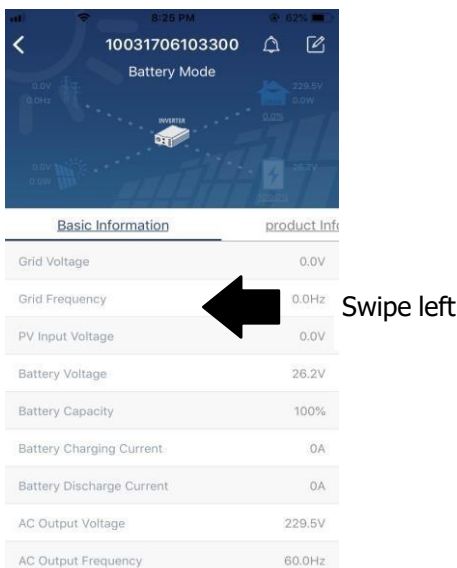 8:25 PM 62%
10031706103300
Battery Mode
0.0V
0.0Hz
229.5V
0.0W
0.0%
INVERTER
0.0V
0.0W
26.2V
Basic Information product Info
Grid Voltage 0.0V
Grid Frequency 0.0Hz
Swipe left
PV Input Voltage 0.0V
Battery Voltage 26.2V
Battery Capacity 100%
Battery Charging Current 0A
Battery Discharge Current 0A
AC Output Voltage 229.5V
AC Output Frequency 60.0Hz